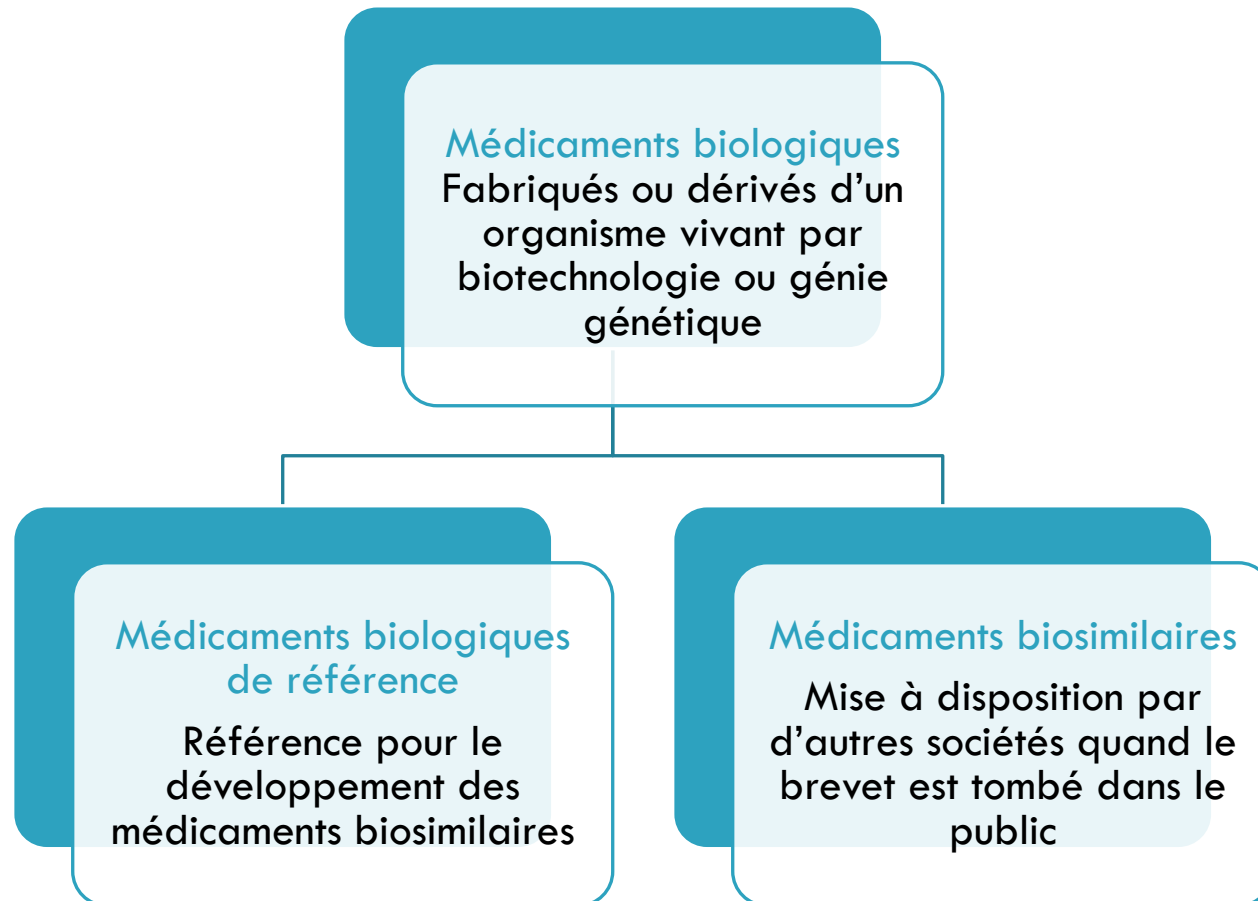 Médicaments biologiques
Fabriqués ou dérivés d’un
organisme vivant par
biotechnologie ou génie
génétique
Médicaments biologiques
de référence
Référence pour le
développement des
médicaments biosimilaires
Médicaments biosimilaires
Mise à disposition par
d’autres sociétés quand le
brevet est tombé dans le
public